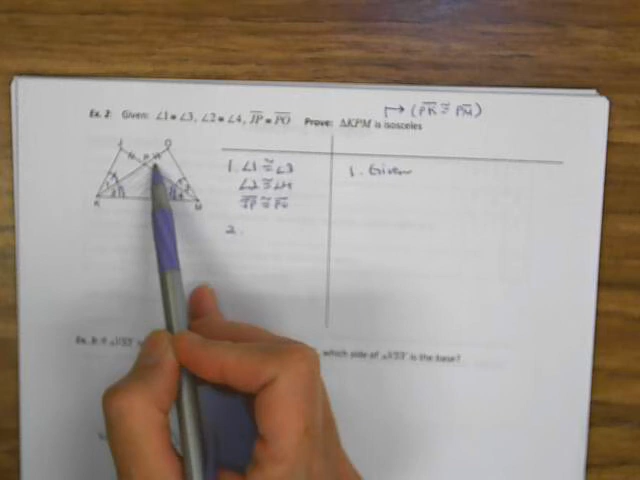 ↦ (PK ≅ PM)
Ex. 2: Given: ∠1 ≅ ∠3, ∠2 ≅ ∠4, JP ≅ PO Prove: ΔKPM is isosceles
J O
P
K M
1. ∠1 ≅ ∠3 1. Given
∠2 ≅ ∠4
JP ≅ PO
2.
which side of is the base?